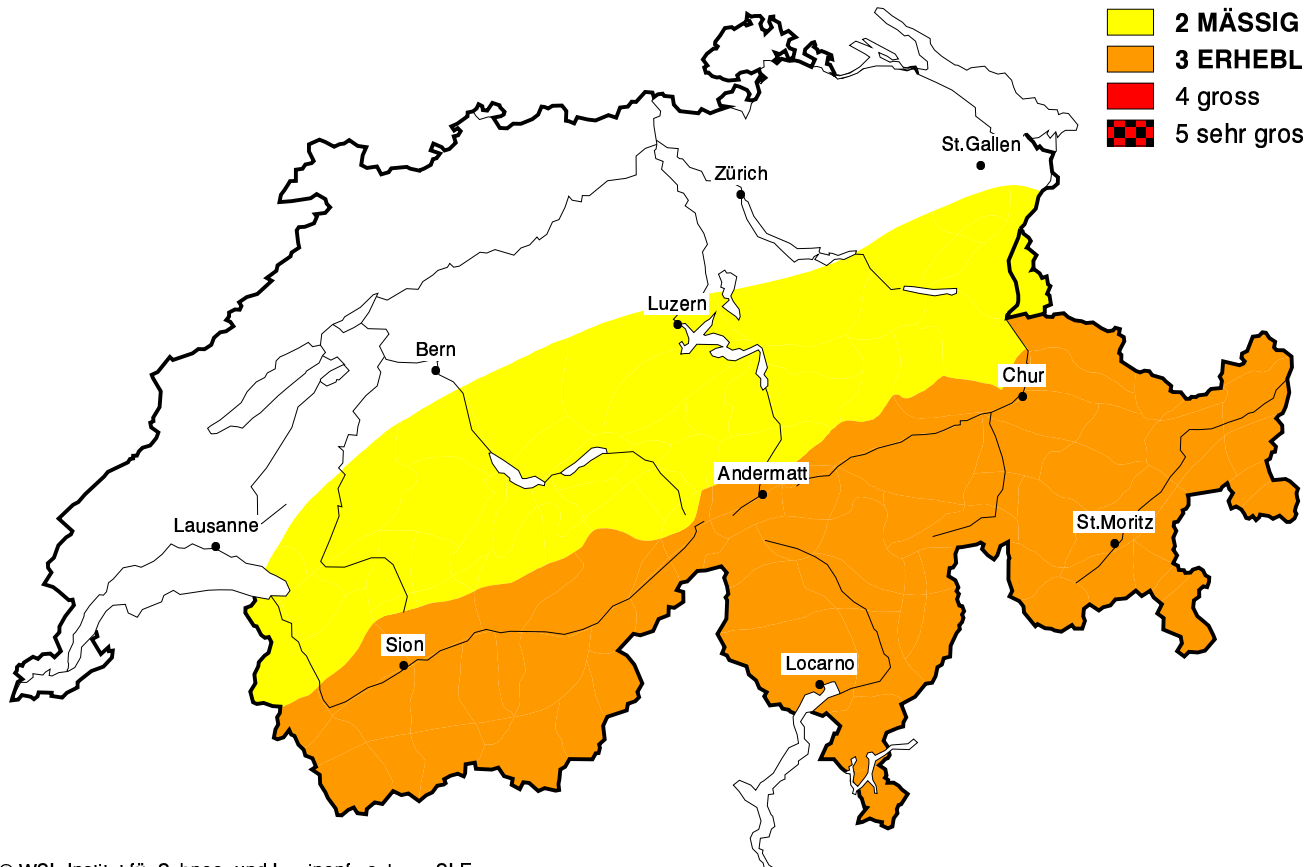 2 MÄSSIG
3 ERHEBL
4 gross
5 sehr gros
St.Gallen
Zürich
Luzern
Bern
Chur
Andermatt
Lausanne
St.Moritz
Sion
Locarno